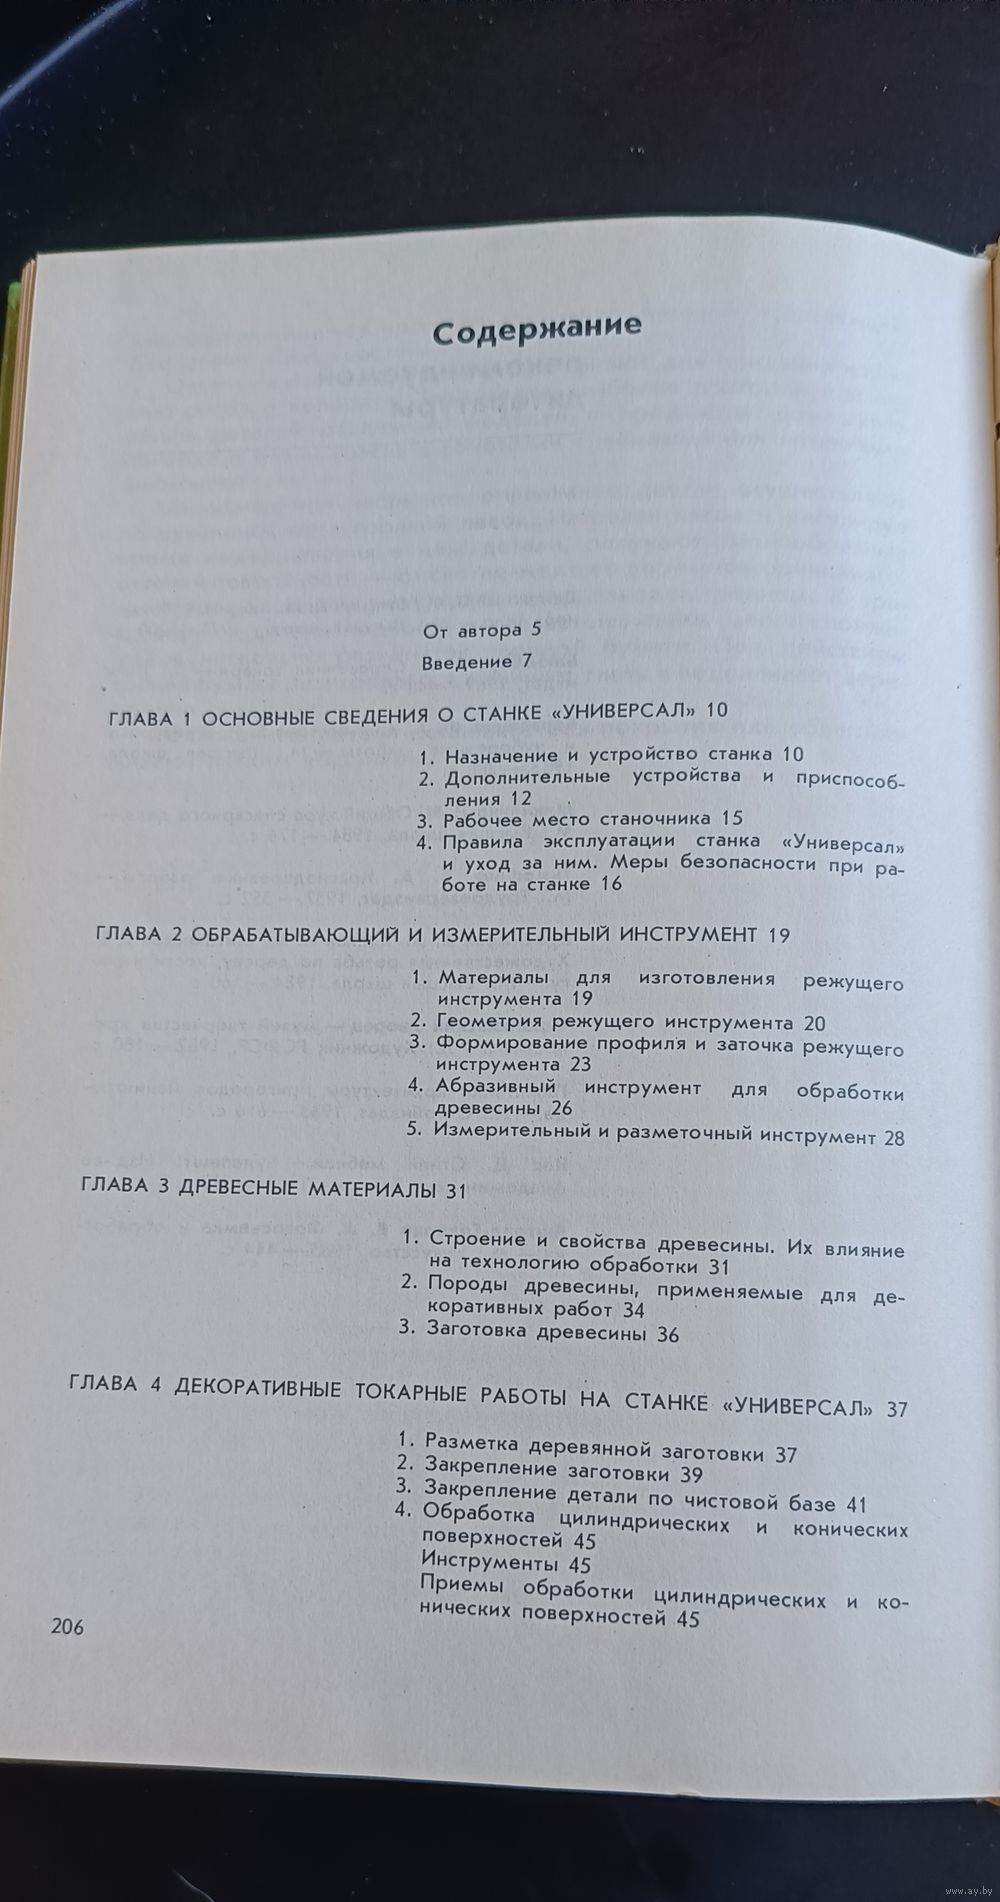 Содержание
От автора 5
Введение 7
ГЛАВА 1 ОСНОВНЫЕ СВЕДЕНИЯ О СТАНКЕ «УНИВЕРСАЛ» 10
1. Назначение и устройство станка 10
2. Дополнительные устройства и приспособ-
ления 12
3. Рабочее место станочника 15
4. Правила эксплуатации станка «Универсал»
и уход за ним. Меры безопасности при ра-
боте на станке 16
ГЛАВА 2 ОБРАБАТЫВАЮЩИЙ И ИЗМЕРИТЕЛЬНЫЙ ИНСТРУМЕНТ 19
1. Материалы для изготовления режущего
инструмента 19
2. Геометрия режущего инструмента 20
3. Формирование профиля и заточка режущего
инструмента 23
4. Абразивный инструмент для обработки
древесины 26
5. Измерительный и разметочный инструмент 28
ГЛАВА 3 ДРЕВЕСНЫЕ МАТЕРИАЛЫ 31
1. Строение и свойства древесины. Их влияние
на технологию обработки 31
2. Породы древесины, применяемые для де-
коративных работ 34
3. Заготовка древесины 36
ГЛАВА 4 ДЕКОРАТИВНЫЕ ТОКАРНЫЕ РАБОТЫ НА СТАНКЕ «УНИВЕРСАЛ» 37
1. Разметка деревянной заготовки 37
2. Закрепление заготовки 39
3. Закрепление детали по чистовой базе 41
4. Обработка цилиндрических и конических
поверхностей 45
Инструменты 45
Приемы обработки цилиндрических и ко-
нических поверхностей 45
206
www.ay.by